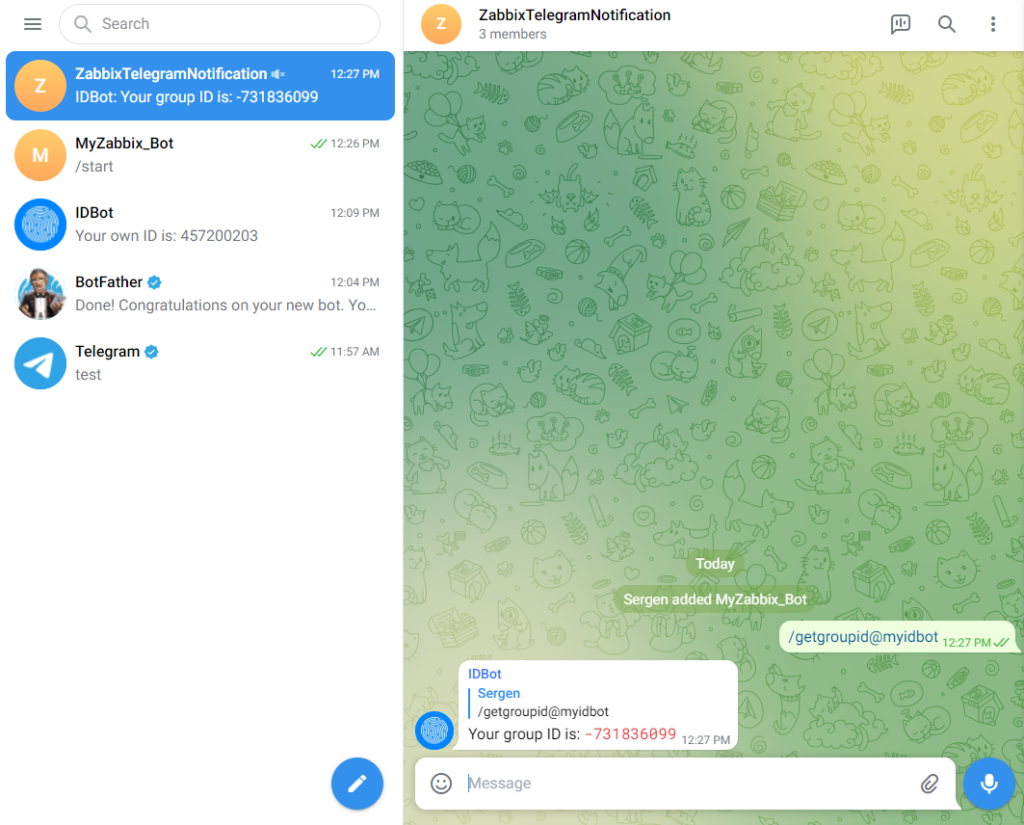 Search
Z
ZabbixTelegramNotification
12:27 PM
IDBot: Your group ID is: -731836099
M
MyZabbix_Bot
12:26 PM
/start
IDBot
12:09 PM
Your own ID is: 457200203
BotFather
12:04 PM
Done! Congratulations on your new bot. Yo...
Telegram
11:57 AM
test
Z
ZabbixTelegramNotification
3 members
Today
Sergen added MyZabbix_Bot
/getgroupid@myidbot 12:27 PM
IDBot
Sergen
/getgroupid@myidbot
Your group ID is: -731836099 12:27 PM
Message